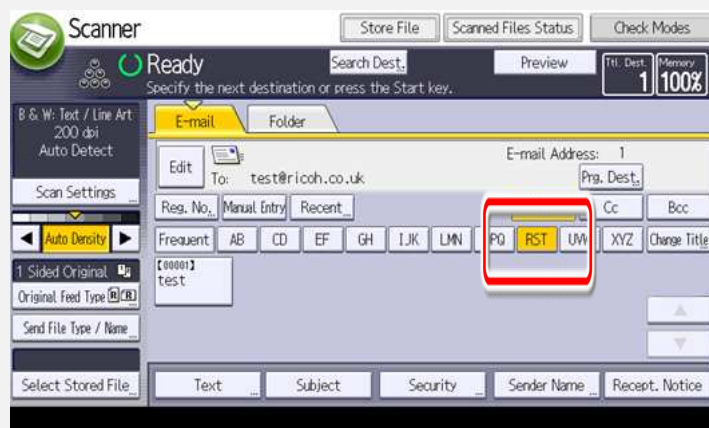 Scanner
Store File
Scanned Files Status
Check Modes
Ready
Search Dest.
Preview
Ttl. Dest.
1
Memory
100%
Specify the next destination or press the Start key.
B & W: Text / Line Art
200 dpi
Auto Detect
Scan Settings
Auto Density
1 Sided Original
Original Feed Type
Send File Type / Name
Select Stored File
E-mail
Folder
Edit
To: test@ricoh.co.uk
E-mail Address: 1
Prg. Dest.
Reg. No.
Manual Entry
Recent
Cc
Bcc
Frequent
AB
CD
EF
GH
IJK
LMN
PQ
RST
UV
XYZ
Change Title
[00001]
test
Text
Subject
Security
Sender Name
Recept. Notice